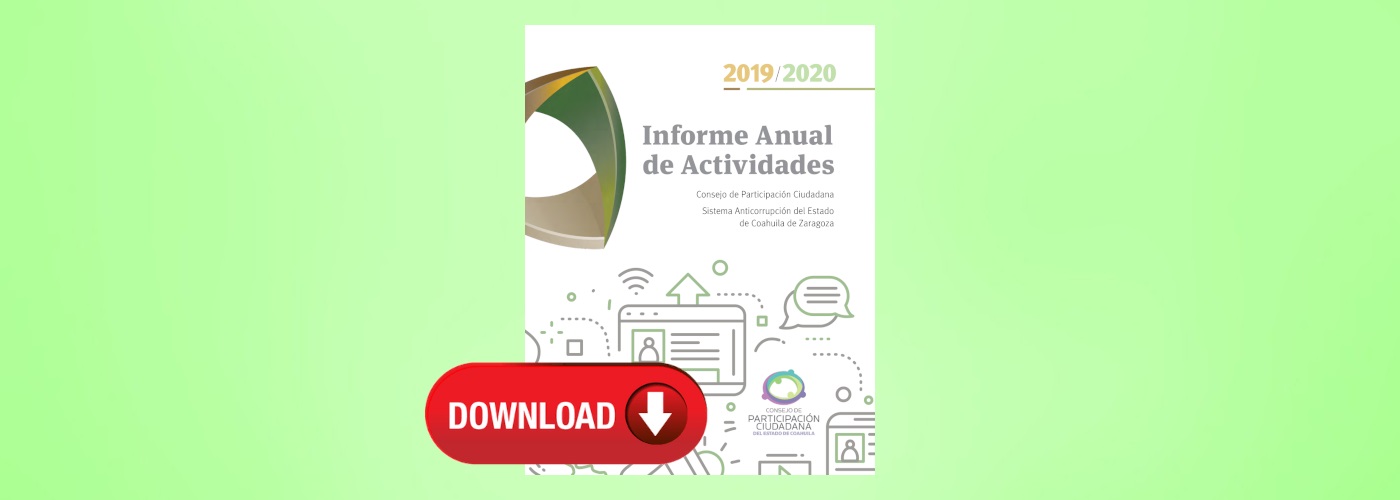 2019/2020
Informe Anual
de Actividades
Consejo de Participación Ciudadana
Sistema Anticorrupción del Estado
de Coahuila de Zaragoza
DOWNLOAD
CONSEJO DE
PARTICIPACIÓN
CIUDADANA
DEL ESTADO DE COAHUILA